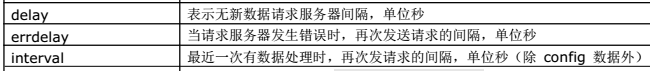 delay 表示无新数据请求服务器间隔，单位秒
errdelay 当请求服务器发生错误时，再次发送请求的间隔，单位秒
interval 最近一次有数据处理时，再次发请求的间隔，单位秒（除 config 数据外）